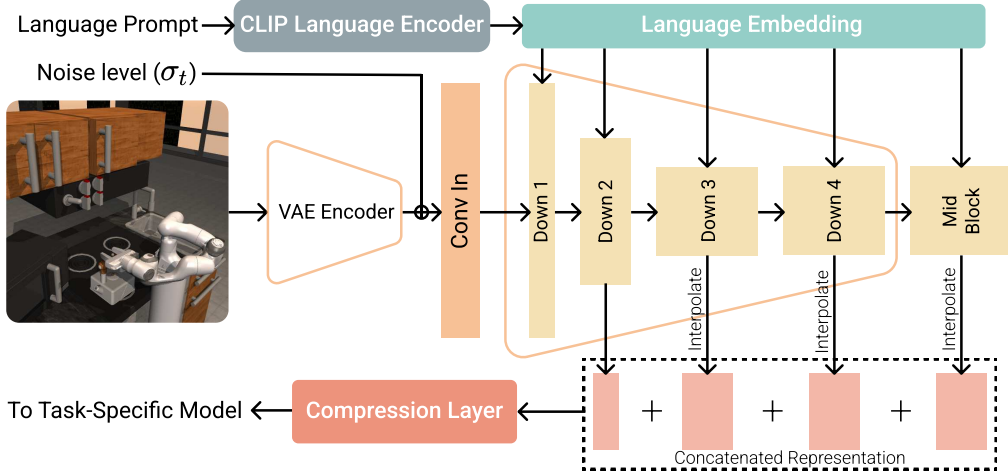 Language Prompt
CLIP Language Encoder
Language Embedding
Noise level (σt)
VAE Encoder
Conv In
Down 1
Down 2
Down 3
Down 4
Mid
Block
Interpolate
Interpolate
Interpolate
To Task-Specific Model
Compression Layer
+
+
+
Concatenated Representation